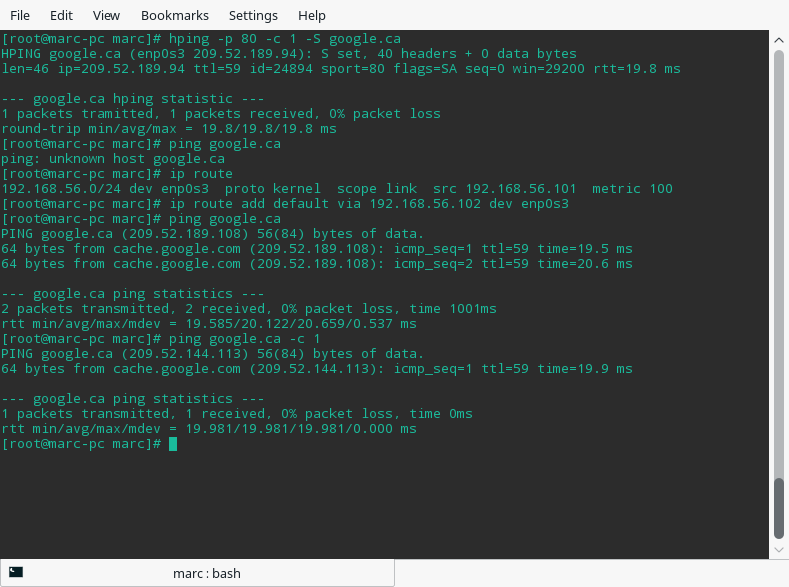 File Edit View Bookmarks Settings Help
[root@marc-pc marc]# hping -p 80 -c 1 -S google.ca
HPING google.ca (enp0s3 209.52.189.94): S set, 40 headers + 0 data bytes
len=46 ip=209.52.189.94 ttl=59 id=24894 sport=80 flags=SA seq=0 win=29200 rtt=19.8 ms
--- google.ca hping statistic ---
1 packets tramitted, 1 packets received, 0% packet loss
round-trip min/avg/max = 19.8/19.8/19.8 ms
[root@marc-pc marc]# ping google.ca
ping: unknown host google.ca
[root@marc-pc marc]# ip route
192.168.56.0/24 dev enp0s3  proto kernel  scope link  src 192.168.56.101  metric 100
[root@marc-pc marc]# ip route add default via 192.168.56.102 dev enp0s3
[root@marc-pc marc]# ping google.ca
PING google.ca (209.52.189.108) 56(84) bytes of data.
64 bytes from cache.google.com (209.52.189.108): icmp_seq=1 ttl=59 time=19.5 ms
64 bytes from cache.google.com (209.52.189.108): icmp_seq=2 ttl=59 time=20.6 ms
--- google.ca ping statistics ---
2 packets transmitted, 2 received, 0% packet loss, time 1001ms
rtt min/avg/max/mdev = 19.585/20.122/20.659/0.537 ms
[root@marc-pc marc]# ping google.ca -c 1
PING google.ca (209.52.144.113) 56(84) bytes of data.
64 bytes from cache.google.com (209.52.144.113): icmp_seq=1 ttl=59 time=19.9 ms
--- google.ca ping statistics ---
1 packets transmitted, 1 received, 0% packet loss, time 0ms
rtt min/avg/max/mdev = 19.981/19.981/19.981/0.000 ms
[root@marc-pc marc]#
marc : bash